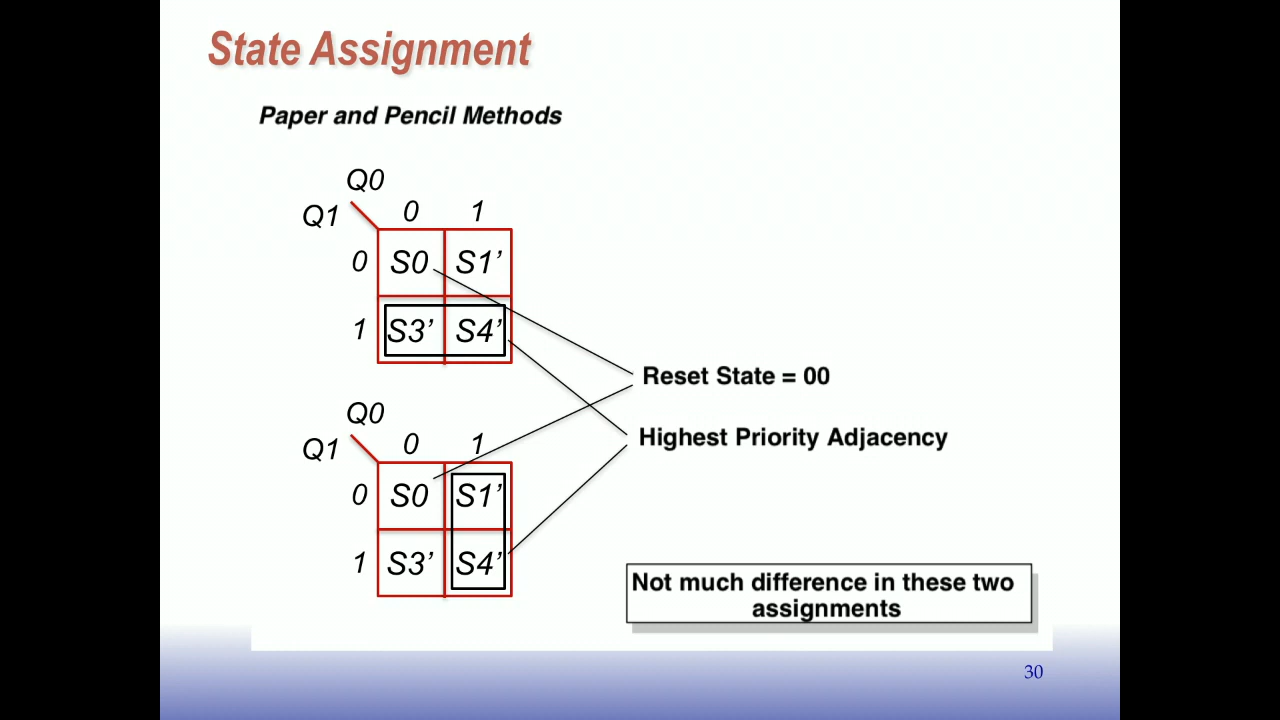 State Assignment
Paper and Pencil Methods
Q0
Q1 0 1
0 S0 S1’
1 S3’ S4’
Reset State = 00
Q0
Q1 0 1
Highest Priority Adjacency
0 S0 S1’
1 S3’ S4’
Not much difference in these two
assignments
30